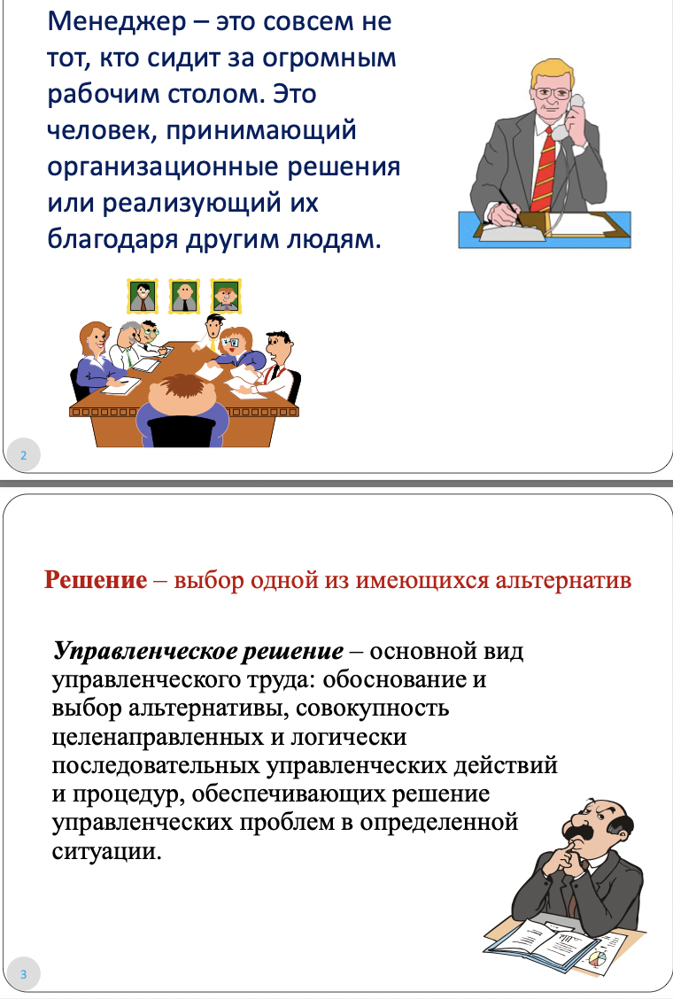 Менеджер – это совсем не
тот, кто сидит за огромным
рабочим столом. Это
человек, принимающий
организационные решения
или реализующий их
благодаря другим людям.
2
Решение – выбор одной из имеющихся альтернатив
Управленческое решение – основной вид
управленческого труда: обоснование и
выбор альтернативы, совокупность
целенаправленных и логически
последовательных управленческих действий
и процедур, обеспечивающих решение
управленческих проблем в определенной
ситуации.
3